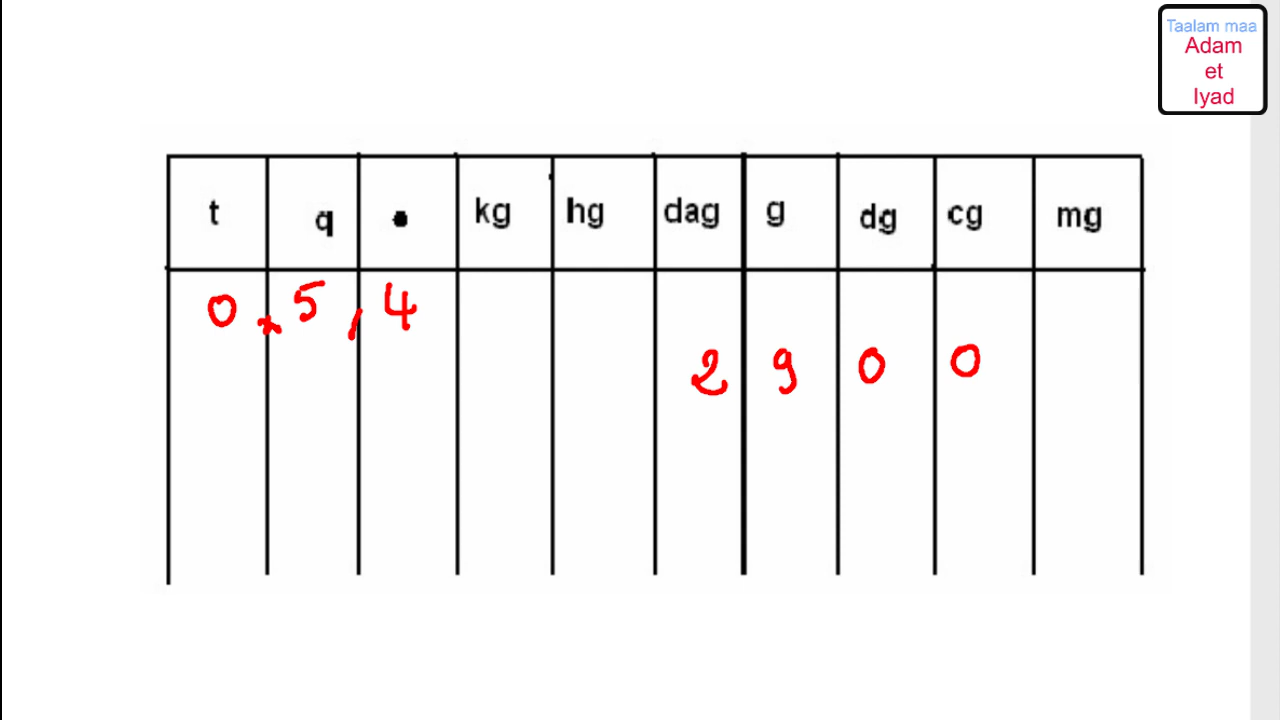 Taalam maa
Adam
et
Iyad
t q • kg hg dag g dg cg mg
0,5,4
2 9 0 0